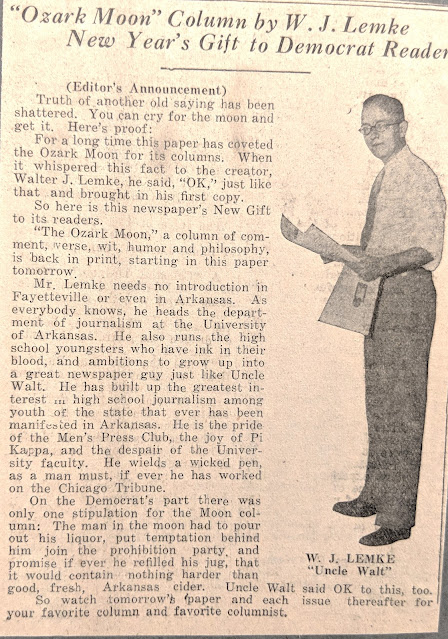 "Ozark Moon" Column by W. J. Lemke
New Year's Gift to Democrat Reader
(Editor's Announcement)
Truth of another old saying has been
shattered. You can cry for the moon and
get it. Here's proof:
For a long time this paper has coveted
the Ozark Moon for its columns. When
it whispered this fact to the creator,
Walter J. Lemke, he said, "OK," just like
that and brought in his first copy.
So here is this newspaper's New Gift
to its readers.
"The Ozark Moon," a column of com-
ment, verse, wit, humor and philosophy,
is back in print, starting in this paper
tomorrow.
Mr. Lemke needs no introduction in
Fayetteville or even in Arkansas. As
everybody knows, he heads the depart-
ment of journalism at the University
of Arkansas. He also runs the high
school youngsters who have ink in their
blood, and ambitions to grow up into
a great newspaper guy just like Uncle
Walt. He has built up the greatest in-
terest in high school journalism among
youth of the state that ever has been
manifested in Arkansas. He is the pride
of the Men's Press Club, the joy of Pi
Kappa, and the despair of the Univer-
sity faculty. He wields a wicked pen,
as a man must, if ever he has worked
on the Chicago Tribune.
On the Democrat's part there was
only one stipulation for the Moon col-
umn: The man in the moon had to pour
out his liquor, put temptation behind
him join the prohibition party, and
promise if ever he refilled his jug, that
it would contain nothing harder than
good, fresh, Arkansas cider. Uncle Walt said OK to this, too.
So watch tomorrow's paper and each issue thereafter for
your favorite column and favorite columnist.
W. J. LEMKE
"Uncle Walt"